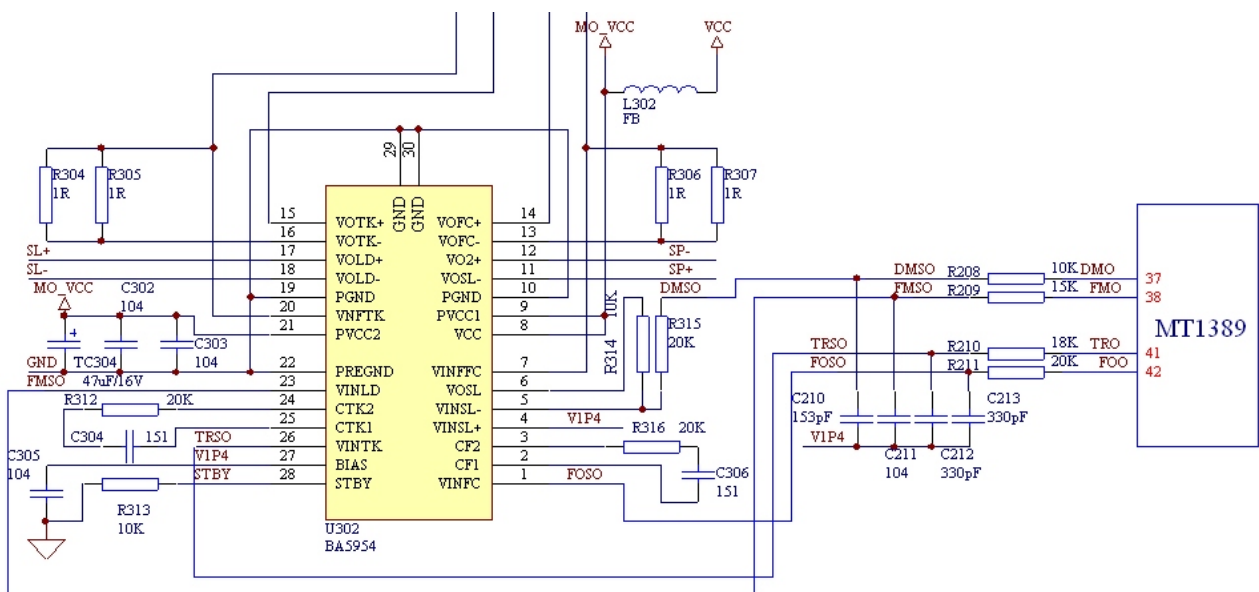 MO_VCC
VCC
L302
FB
29
30
R304
1R
R305
1R
R306
1R
R307
1R
GND
GND
15
VOTK+
VOFC+
14
16
VOTK-
VOFC-
13
SL+
17
VOLD+
VO2+
12
SP-
SL-
18
VOLD-
VOSL-
11
SP+
MO_VCC
C302
104
19
PGND
PGND
10
DMSO
20
VNFTK
PVCC1
9
21
PVCC2
VCC
8
10K
R314
R315
20K
C303
104
TC304
47uF/16V
GND
22
PREGND
VINFFC
7
FMSO
23
VINLD
VOSL
6
R312
20K
24
CTK2
VINSL-
5
C304
151
25
CTK1
VINSL+
4
V1P4
TRSO
26
VINTK
CF2
3
R316
20K
C305
104
V1P4
27
BIAS
CF1
2
C306
151
STBY
28
STBY
VINFC
1
FOSO
R313
10K
U302
BA5954
DMSO
R208
10K
DMO
37
FMSO
R209
15K
FMO
38
MT1389
TRSO
R210
18K
TRO
41
FOSO
R211
20K
FOO
42
C210
153pF
C213
330pF
V1P4
C211
104
C212
330pF